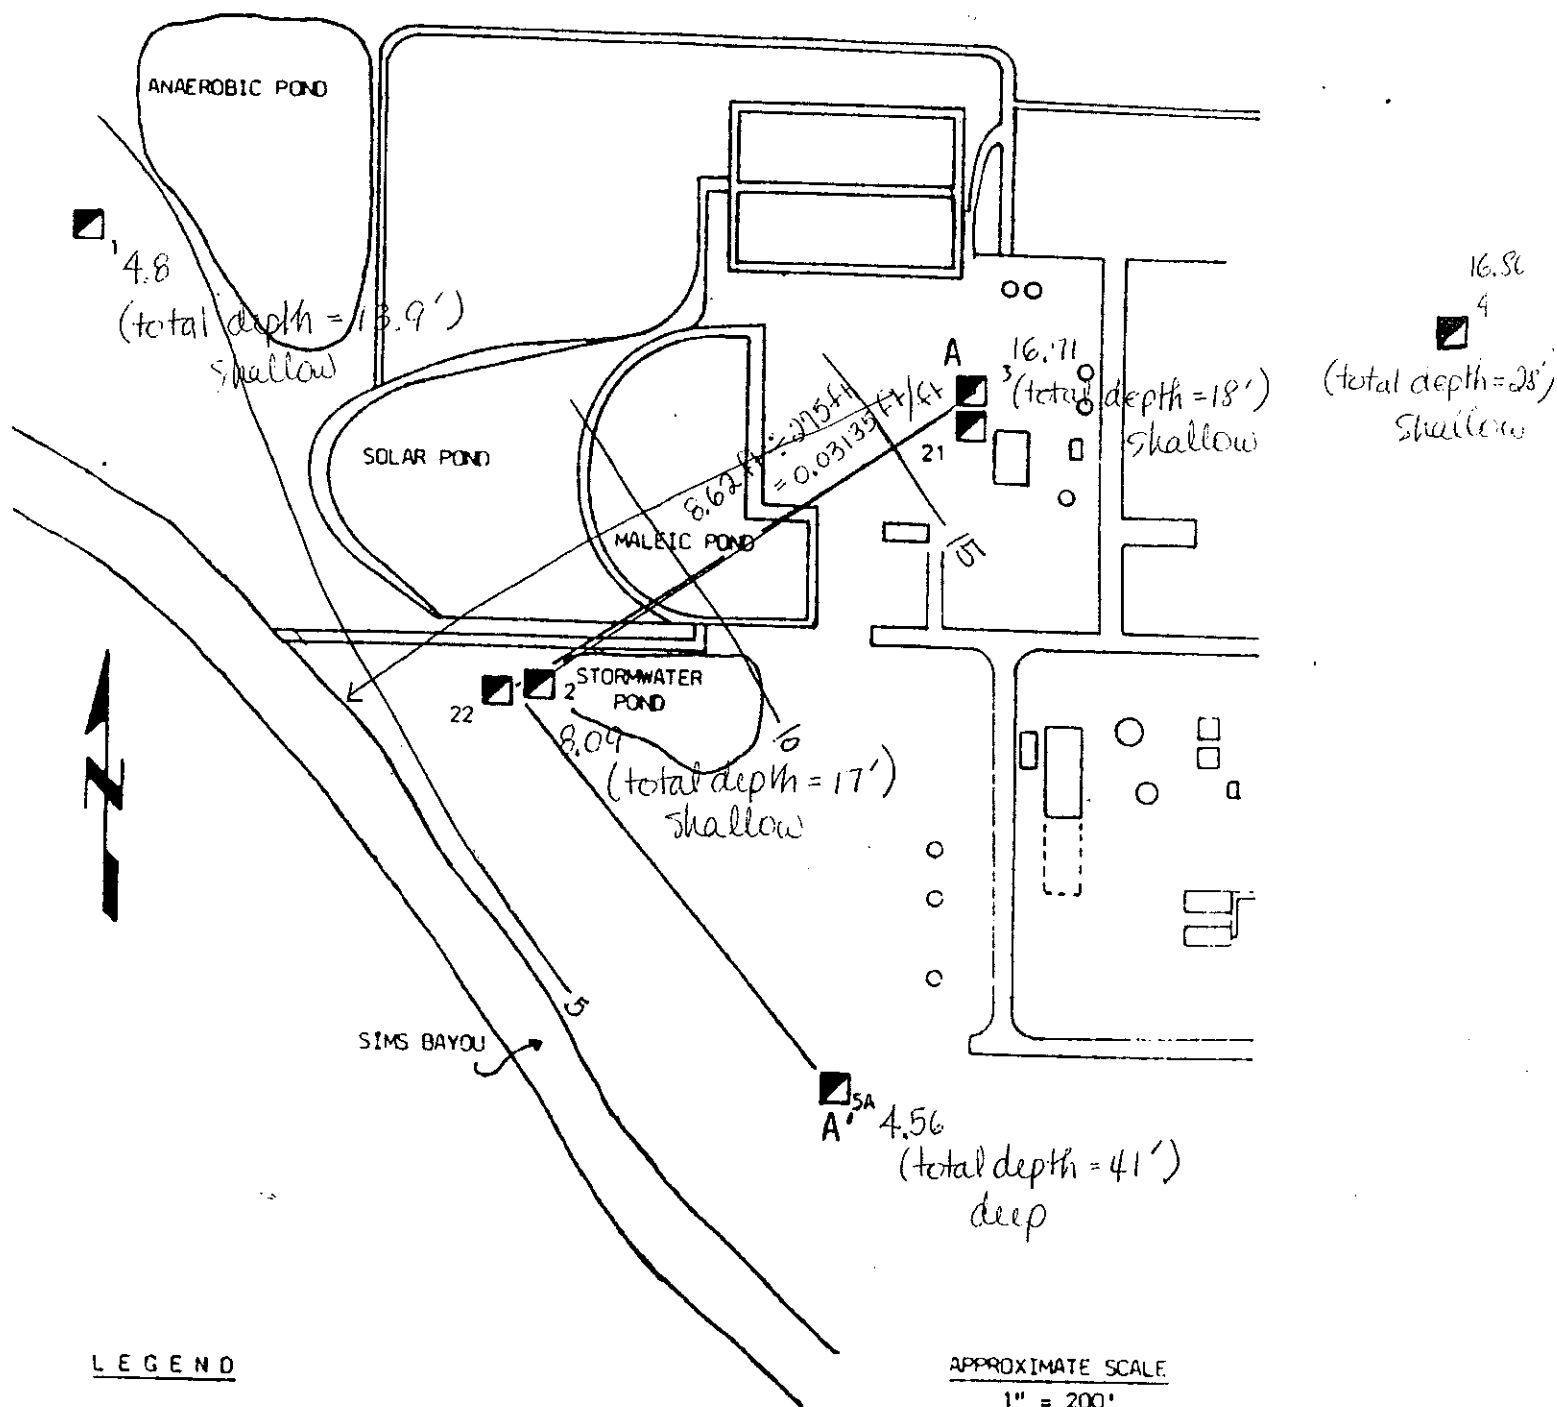 ANAEROBIC POND
1
4.8
(total depth = 13.9')
shallow
4
(total depth = 28')
shallow
A
3
16.71
(total depth = 18')
shallow
21
8.62 ft ÷ 275 ft
= 0.03135 ft/ft
SOLAR POND
MALEIC POND
15
22
2
STORMWATER
POND
8.09
(total depth = 17')
shallow
10
N
5
SIMS BAYOU
5A
A'
4.56
(total depth = 41')
deep
LEGEND
APPROXIMATE SCALE
1" = 200'